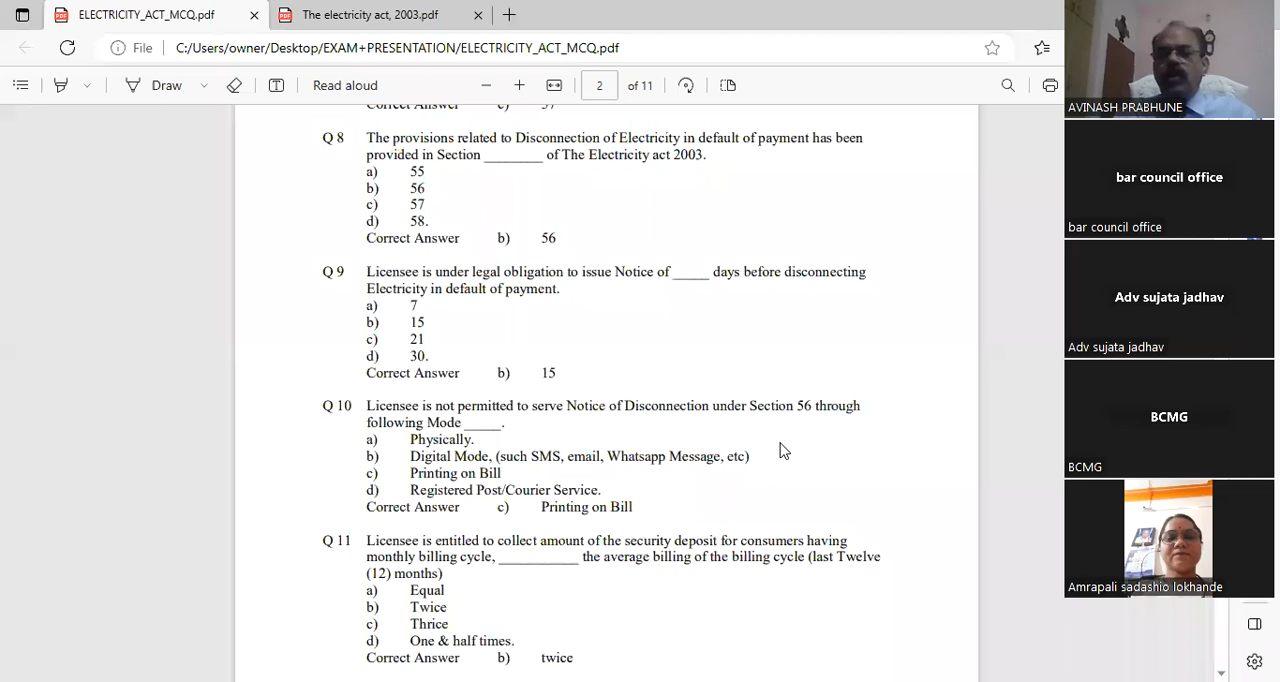 ELECTRICITY_ACT_MCQ.pdf
The electricity act, 2003.pdf
File
C:/Users/owner/Desktop/EXAM+PRESENTATION/ELECTRICITY_ACT_MCQ.pdf
Draw
Read aloud
2
of 11
Correct Answer c) 57
Q 8 The provisions related to Disconnection of Electricity in default of payment has been
provided in Section ________ of The Electricity act 2003.
a) 55
b) 56
c) 57
d) 58.
Correct Answer b) 56
Q 9 Licensee is under legal obligation to issue Notice of _____ days before disconnecting
Electricity in default of payment.
a) 7
b) 15
c) 21
d) 30.
Correct Answer b) 15
Q 10 Licensee is not permitted to serve Notice of Disconnection under Section 56 through
following Mode _____.
a) Physically.
b) Digital Mode, (such SMS, email, Whatsapp Message, etc)
c) Printing on Bill
d) Registered Post/Courier Service.
Correct Answer c) Printing on Bill
Q 11 Licensee is entitled to collect amount of the security deposit for consumers having
monthly billing cycle, ___________ the average billing of the billing cycle (last Twelve
(12) months)
a) Equal
b) Twice
c) Thrice
d) One & half times.
Correct Answer b) twice
AVINASH PRABHUNE
bar council office
bar council office
Adv sujata jadhav
Adv sujata jadhav
BCMG
BCMG
Amrapali sadashio lokhande